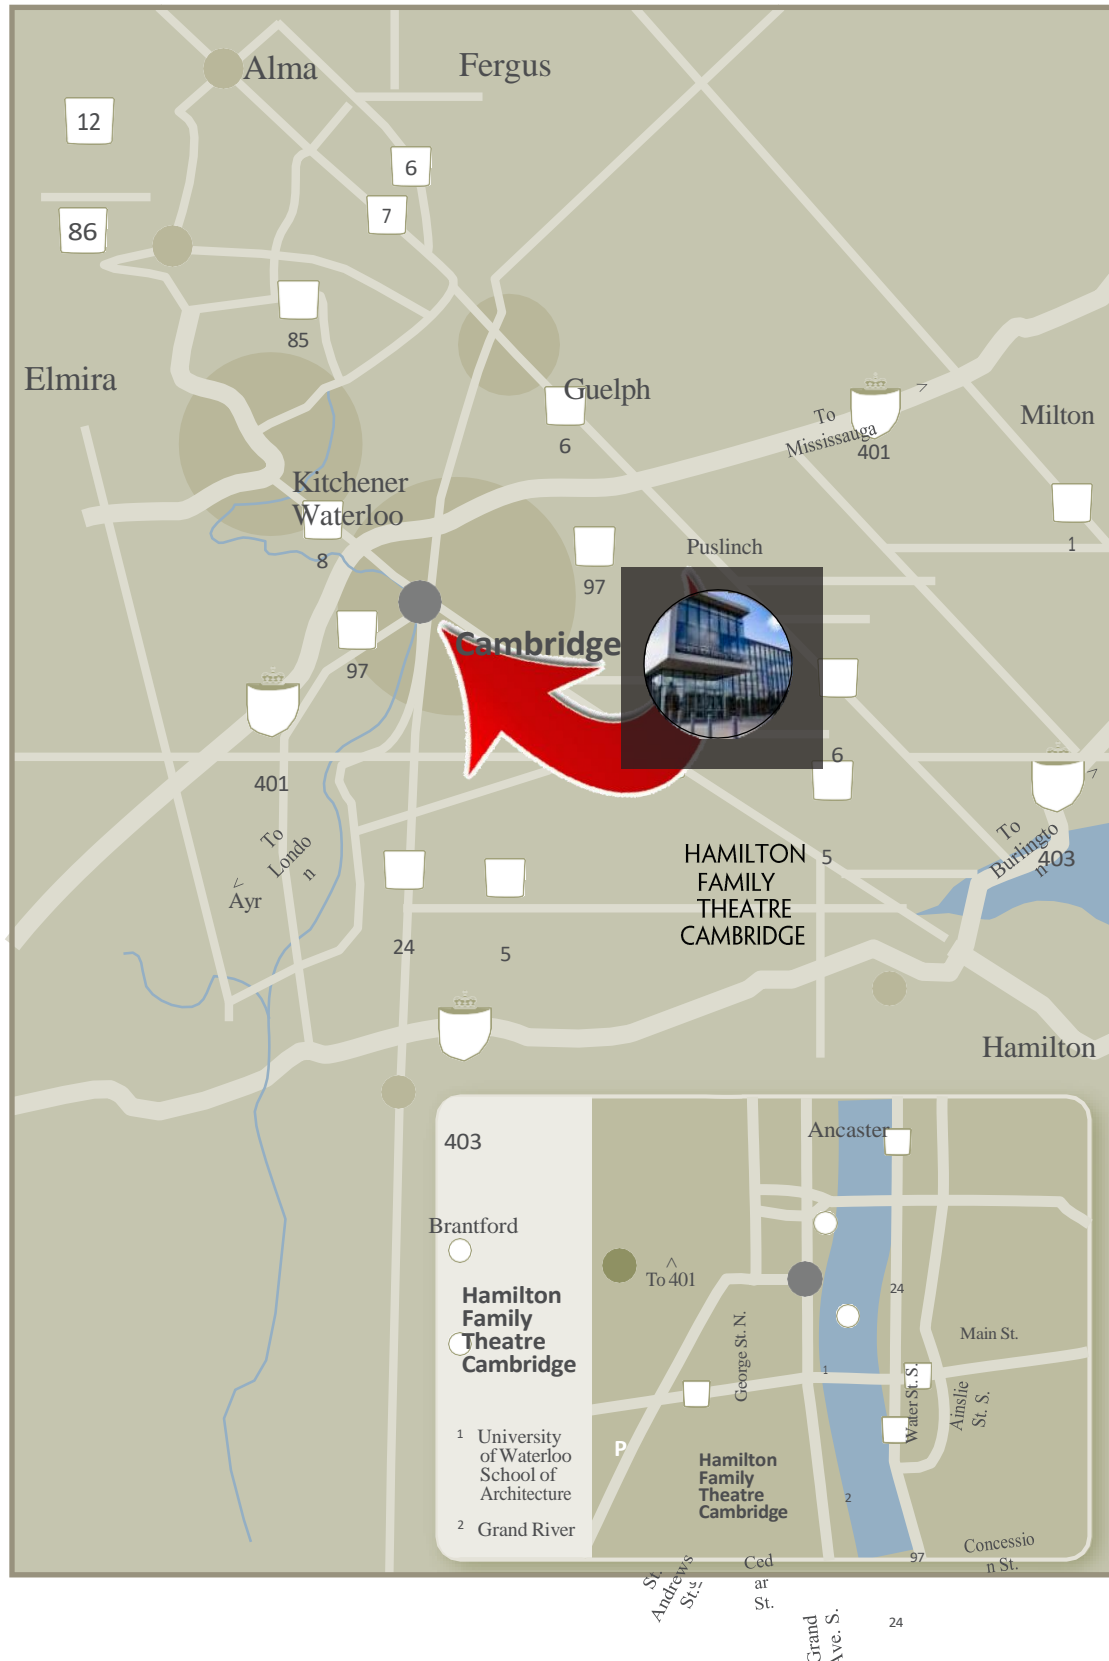 Alma
Fergus
12
6
7
86
85
Elmira
Guelph
To
Mississauga
401
Milton
6
Kitchener
Waterloo
8
1
97
Puslinch
97
Cambridge
6
401
To
Londo
n
<
Ayr
HAMILTON
FAMILY
THEATRE
CAMBRIDGE
5
To
Burlingto
n
403
24
5
Hamilton
403
Brantford
Hamilton
Family
Theatre
Cambridge
1 University
of Waterloo
School of
Architecture
2 Grand River
Ancaster
<
To 401
24
George St. N.
Main St.
1
Water St. S.
Ainslie
St. S.
P
Hamilton
Family
Theatre
Cambridge
2
97
Concessio
n St.
St.
Andrews
St.
Ced
ar
St.
Grand
Ave. S.
24